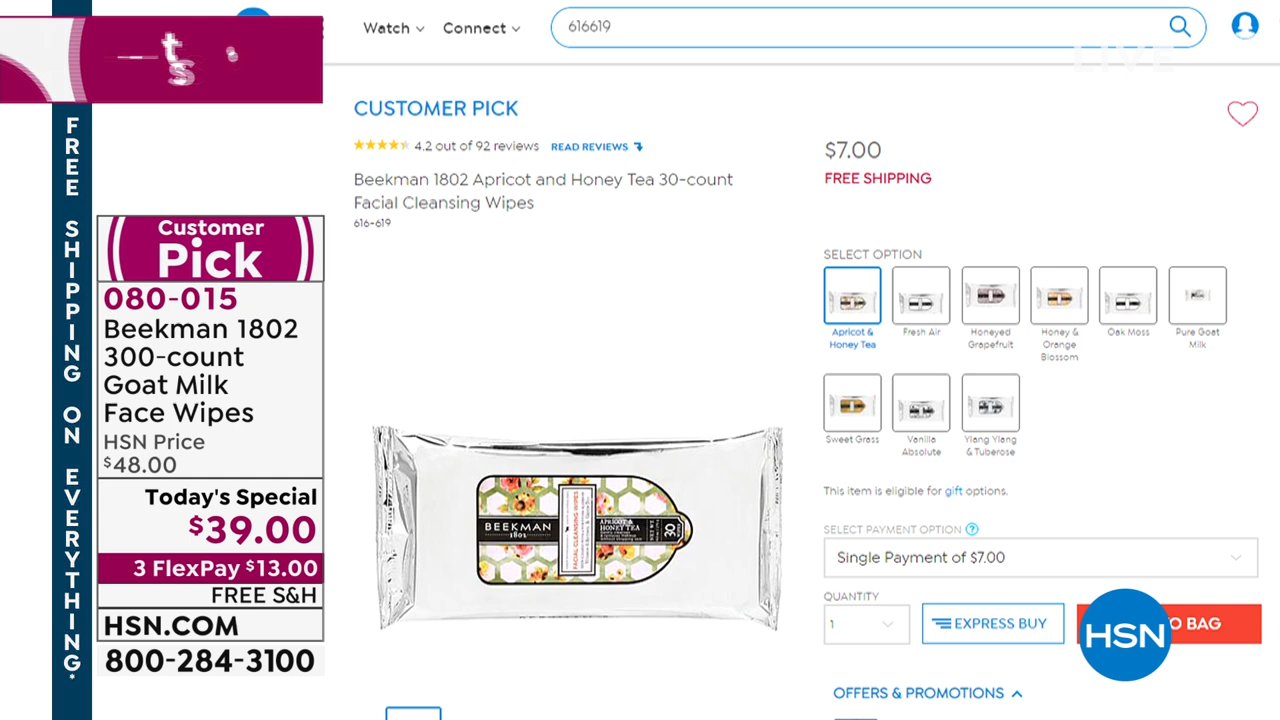 Watch
Connect
616619
LIVE
ts
FREE SHIPPING ON EVERYTHING*
Customer
Pick
080-015
Beekman 1802
300-count
Goat Milk
Face Wipes
HSN Price
$48.00
Today's Special
$39.00
3 FlexPay $13.00
FREE S&H
HSN.COM
800-284-3100
CUSTOMER PICK
4.2 out of 92 reviews READ REVIEWS
Beekman 1802 Apricot and Honey Tea 30-count
Facial Cleansing Wipes
616-619
BEEKMAN
1802
FACIAL CLEANSING WIPES
APRICOT &
HONEY TEA
30
$7.00
FREE SHIPPING
SELECT OPTION
Apricot &
Honey Tea
Fresh Air
Honeyed
Grapefruit
Honey &
Orange
Blossom
Oak Moss
Pure Goat
Milk
Sweet Grass
Vanilla
Absolute
Ylang Ylang
& Tuberose
This item is eligible for gift options.
SELECT PAYMENT OPTION ?
Single Payment of $7.00
QUANTITY
1
EXPRESS BUY
O BAG
HSN
OFFERS & PROMOTIONS